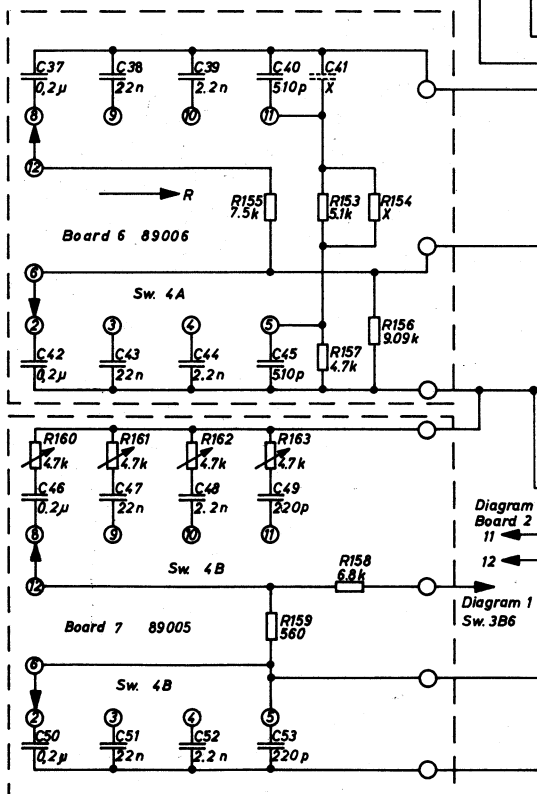 C37 C38 C39 C40 C41
0,2µ 22n 2.2n 510p X
8 9 10 11
12
R
R155 R153 R154
7.5k 5.1k X
Board 6 89006
6
Sw. 4A
2 3 4 5
R156
9.09k
C42 C43 C44 C45 R157
0,2µ 22n 2.2n 510p 4.7k
R160 R161 R162 R163
4.7k 4.7k 4.7k 4.7k
C46 C47 C48 C49
0.2µ 22n 2.2n 220p
8 9 10 11
Diagram
Board 2
11
12
Sw. 4B
R158
6.8k
12
Diagram 1
Sw. 3B6
Board 7 89005
R159
560
6
Sw. 4B
2 3 4 5
C50 C51 C52 C53
0,2µ 22n 2.2n 220p